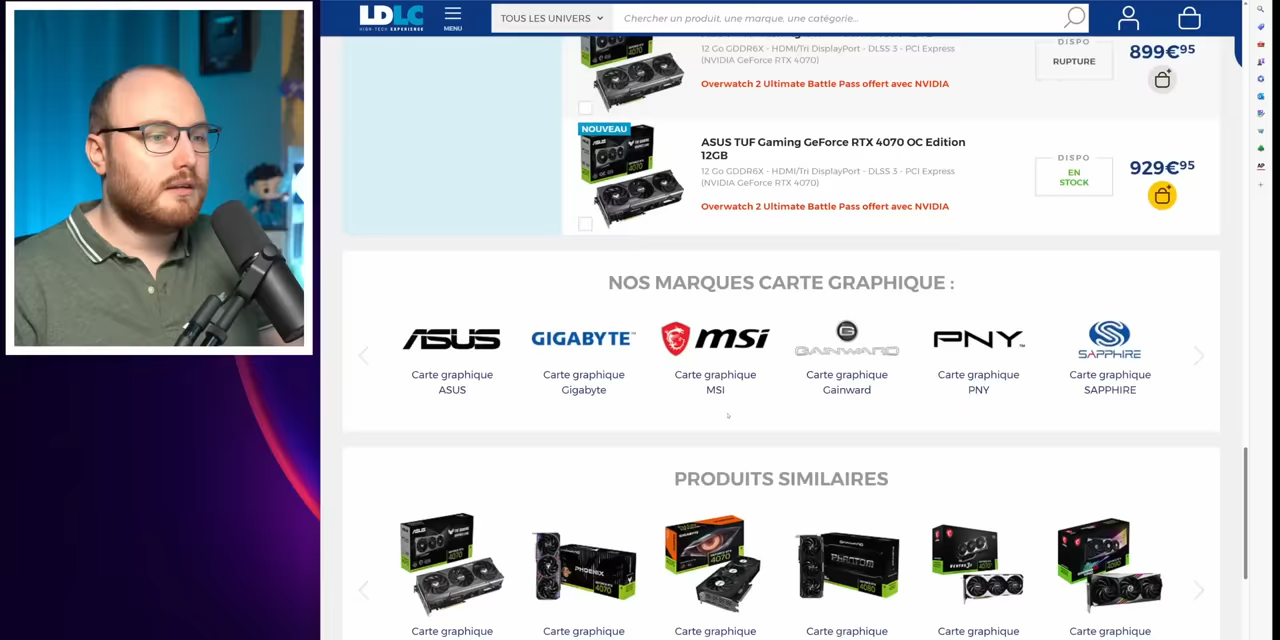 LDLC
HIGH-TECH EXPERIENCE
MENU
TOUS LES UNIVERS
Chercher un produit, une marque, une catégorie...
12 Go GDDR6X - HDMI/Tri DisplayPort - DLSS 3 - PCI Express
(NVIDIA GeForce RTX 4070)
Overwatch 2 Ultimate Battle Pass offert avec NVIDIA
DISPO
RUPTURE
899€95
NOUVEAU
ASUS TUF Gaming GeForce RTX 4070 OC Edition
12GB
12 Go GDDR6X - HDMI/Tri DisplayPort - DLSS 3 - PCI Express
(NVIDIA GeForce RTX 4070)
Overwatch 2 Ultimate Battle Pass offert avec NVIDIA
DISPO
EN
STOCK
929€95
NOS MARQUES CARTE GRAPHIQUE :
ASUS
GIGABYTE™
msi
GAINWARD
PNY
SAPPHIRE
Carte graphique
ASUS
Carte graphique
Gigabyte
Carte graphique
MSI
Carte graphique
Gainward
Carte graphique
PNY
Carte graphique
SAPPHIRE
PRODUITS SIMILAIRES
PHOENIX
PHANTOM
Carte graphique
Carte graphique
Carte graphique
Carte graphique
Carte graphique
Carte graphique